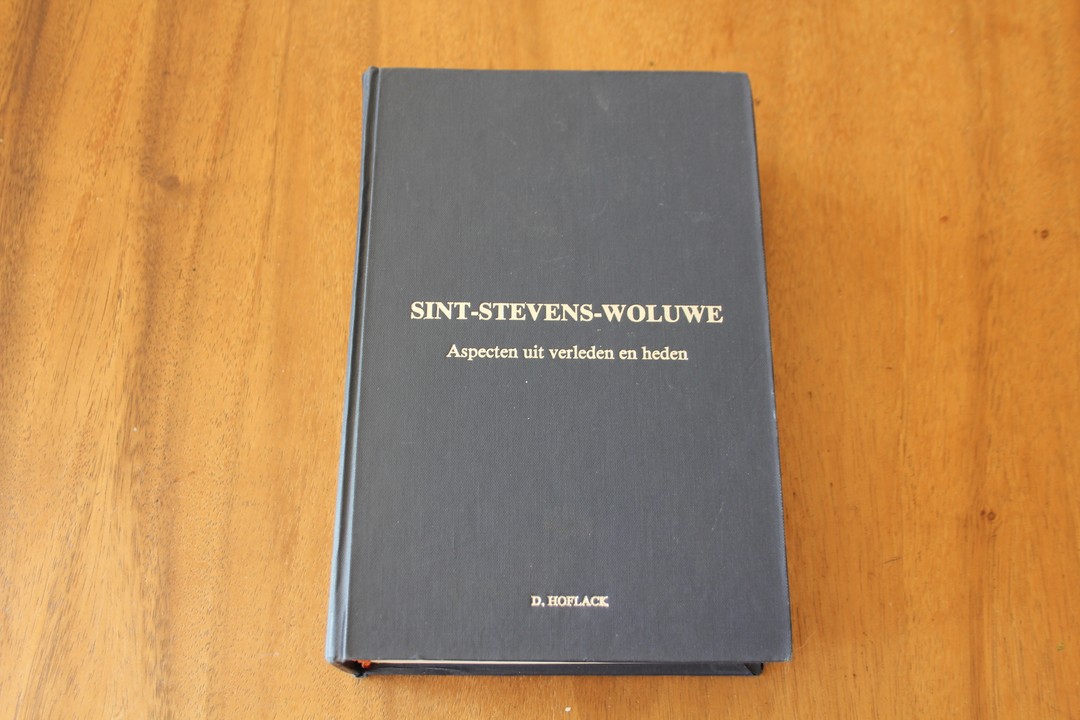 SINT-STEVENS-WOLUWE
Aspecten uit verleden en heden
D. HOFLACK